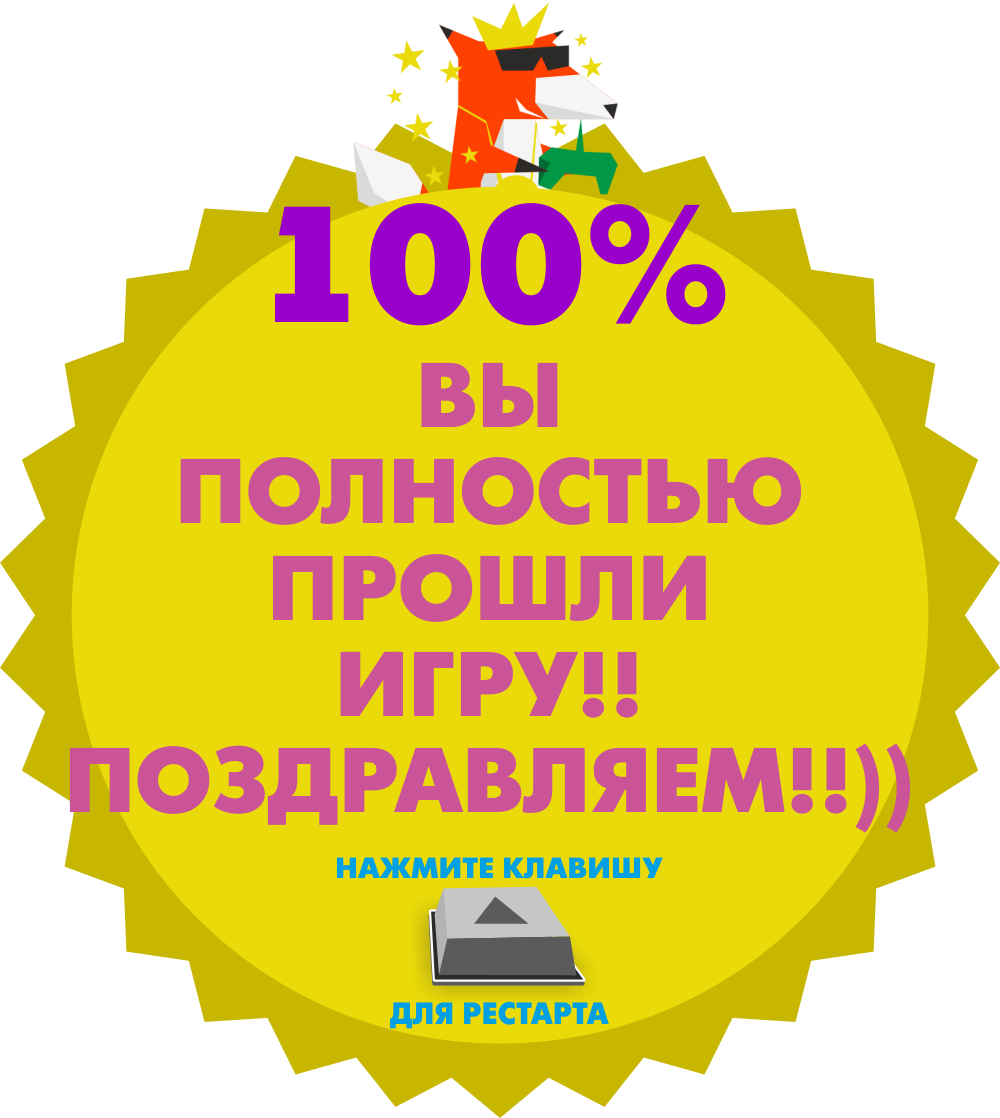 100%
ВЫ
ПОЛНОСТЬЮ
ПРОШЛИ
ИГРУ!!
ПОЗДРАВЛЯЕМ!!))
НАЖМИТЕ КЛАВИШУ
ДЛЯ РЕСТАРТА